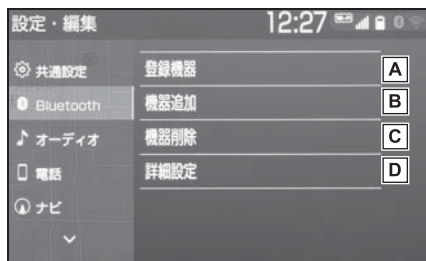 設定・編集 12:27
共通設定
Bluetooth
オーディオ
電話
ナビ
登録機器 A
機器追加 B
機器削除 C
詳細設定 D